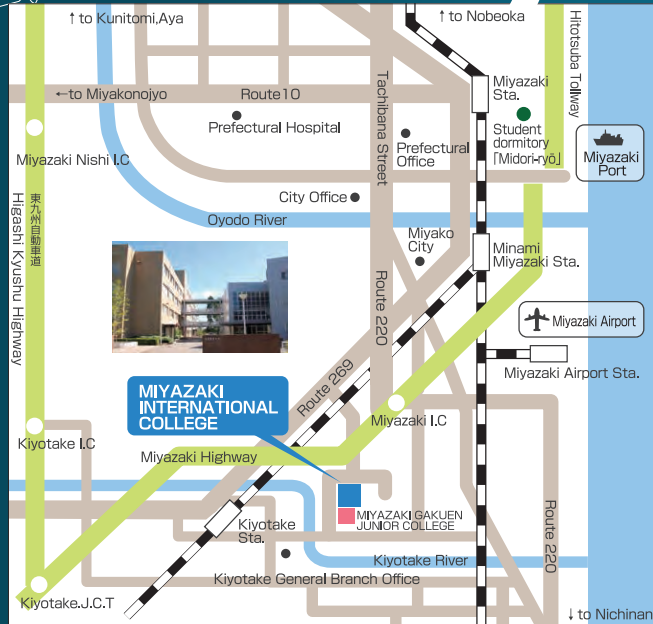 ↑to Kunitomi,Aya
↑to Nobeoka
Hitotsuba Tollway
←to Miyakonojyo
Route10
Tachibana Street
Miyazaki
Sta.
Prefectural Hospital
Prefectural
Office
Student
dormitory
｢Midori-ryō｣
Miyazaki
Port
Miyazaki Nishi I.C
東九州自動車道
Higashi Kyushu Highway
City Office
Oyodo River
Miyako
City
Minami
Miyazaki Sta.
Route 220
Miyazaki Airport
Miyazaki Airport Sta.
MIYAZAKI
INTERNATIONAL
COLLEGE
Route 269
Miyazaki I.C
Kiyotake I.C
Miyazaki Highway
MIYAZAKI GAKUEN
JUNIOR COLLEGE
Kiyotake
Sta.
Route 220
Kiyotake River
Kiyotake General Branch Office
Kiyotake.J.C.T
↓to Nichinan